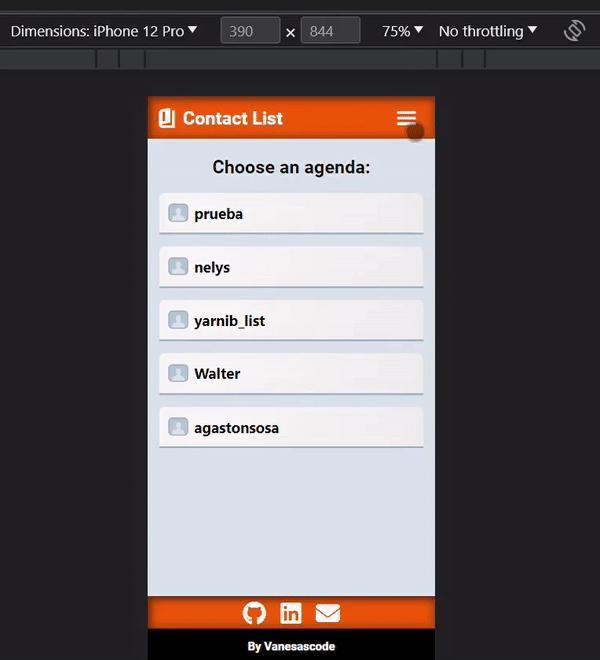 Dimensions: iPhone 12 Pro ▼ 390 × 844 75% ▼ No throttling ▼
Contact List
Choose an agenda:
prueba
nelys
yarnib_list
Walter
agastonsosa
in
By Vanesascode